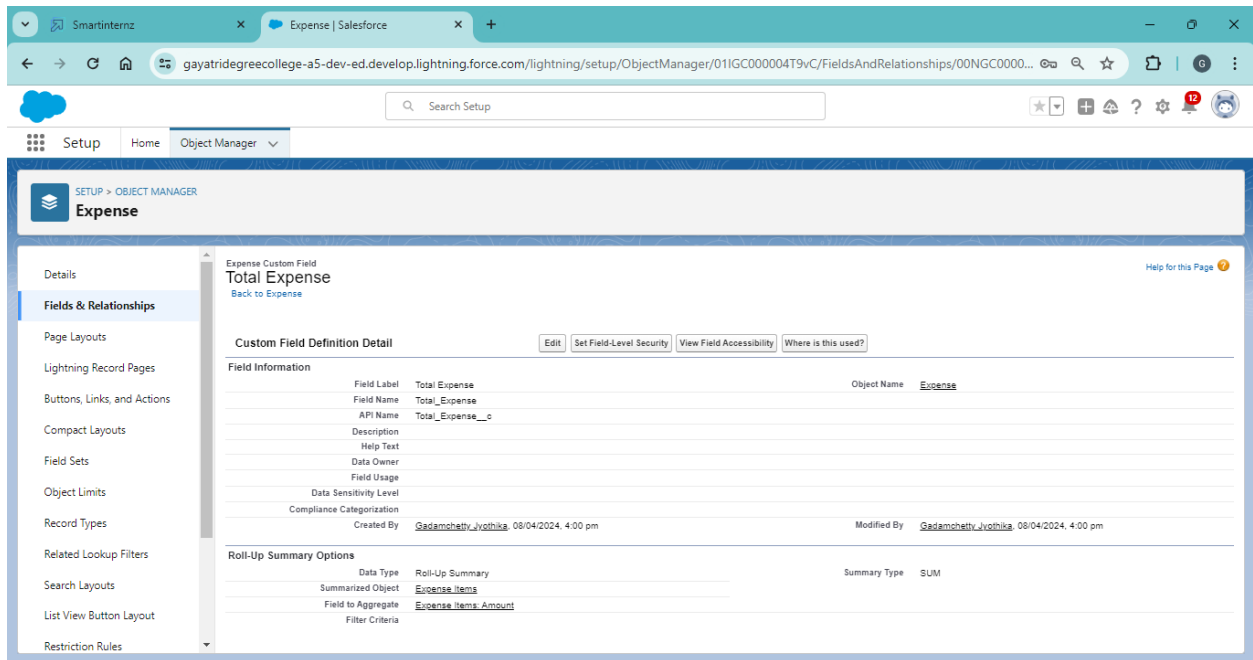 Smartinternz
Expense | Salesforce
gayatridegreecollege-a5-dev-ed.develop.lightning.force.com/lightning/setup/ObjectManager/01IGC000004T9vC/FieldsAndRelationships/00NGC0000...
G
Search Setup
12
Setup Home Object Manager
SETUP > OBJECT MANAGER
Expense
Details
Fields & Relationships
Page Layouts
Lightning Record Pages
Buttons, Links, and Actions
Compact Layouts
Field Sets
Object Limits
Record Types
Related Lookup Filters
Search Layouts
List View Button Layout
Restriction Rules
Expense Custom Field
Total Expense
Back to Expense
Help for this Page
Custom Field Definition Detail Edit Set Field-Level Security View Field Accessibility Where is this used?
Field Information
Field Label Total Expense Object Name Expense
Field Name Total_Expense
API Name Total_Expense__c
Description
Help Text
Data Owner
Field Usage
Data Sensitivity Level
Compliance Categorization
Created By Gadamchetty Jyothika, 08/04/2024, 4:00 pm Modified By Gadamchetty Jyothika, 08/04/2024, 4:00 pm
Roll-Up Summary Options
Data Type Roll-Up Summary Summary Type SUM
Summarized Object Expense Items
Field to Aggregate Expense Items: Amount
Filter Criteria